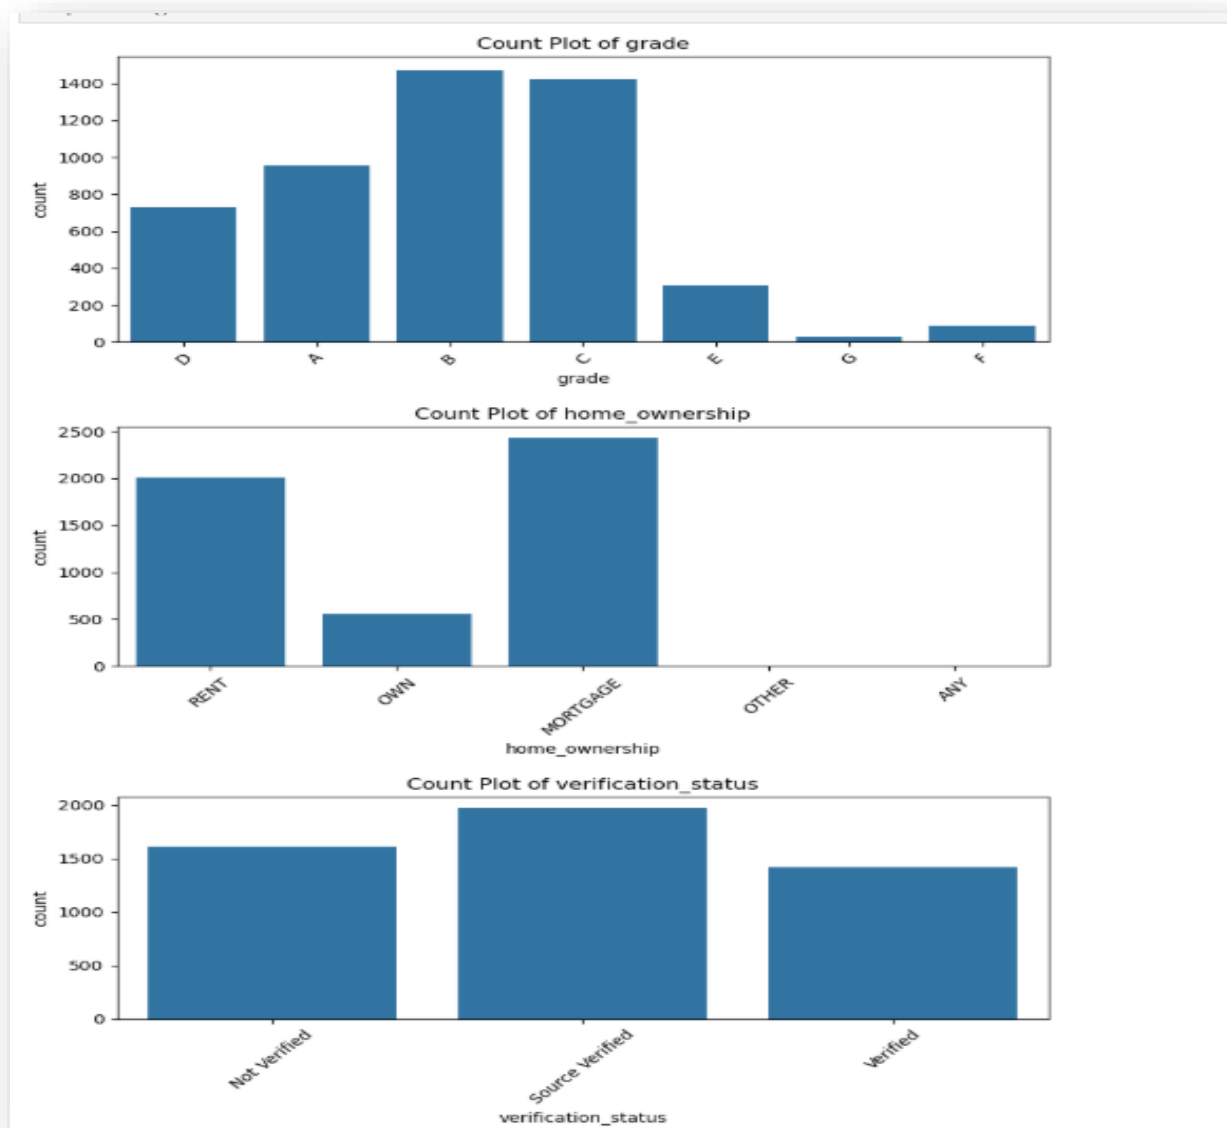 Count Plot of grade
1400
1200
1000
800
600
400
200
0
count
D A B C E G F
grade
Count Plot of home_ownership
2500
2000
1500
1000
500
0
count
RENT OWN MORTGAGE OTHER ANY
home_ownership
Count Plot of verification_status
2000
1500
1000
500
0
count
Not Verified Source Verified Verified
verification_status